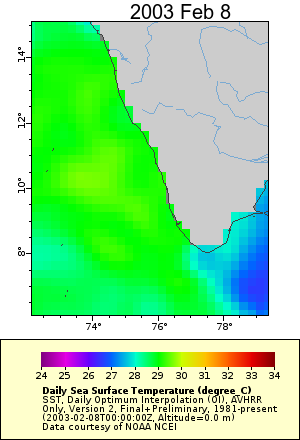 2003 Feb 8
14°
12°
10°
8°
74°
76°
78°
24 25 26 27 28 29 30 31 32 33 34
Daily Sea Surface Temperature (degree_C)
SST, Daily Optimum Interpolation (OI), AVHRR
Only, Version 2, Final+Preliminary, 1981-present
(2003-02-08T00:00:00Z, Altitude=0.0 m)
Data courtesy of NOAA NCEI